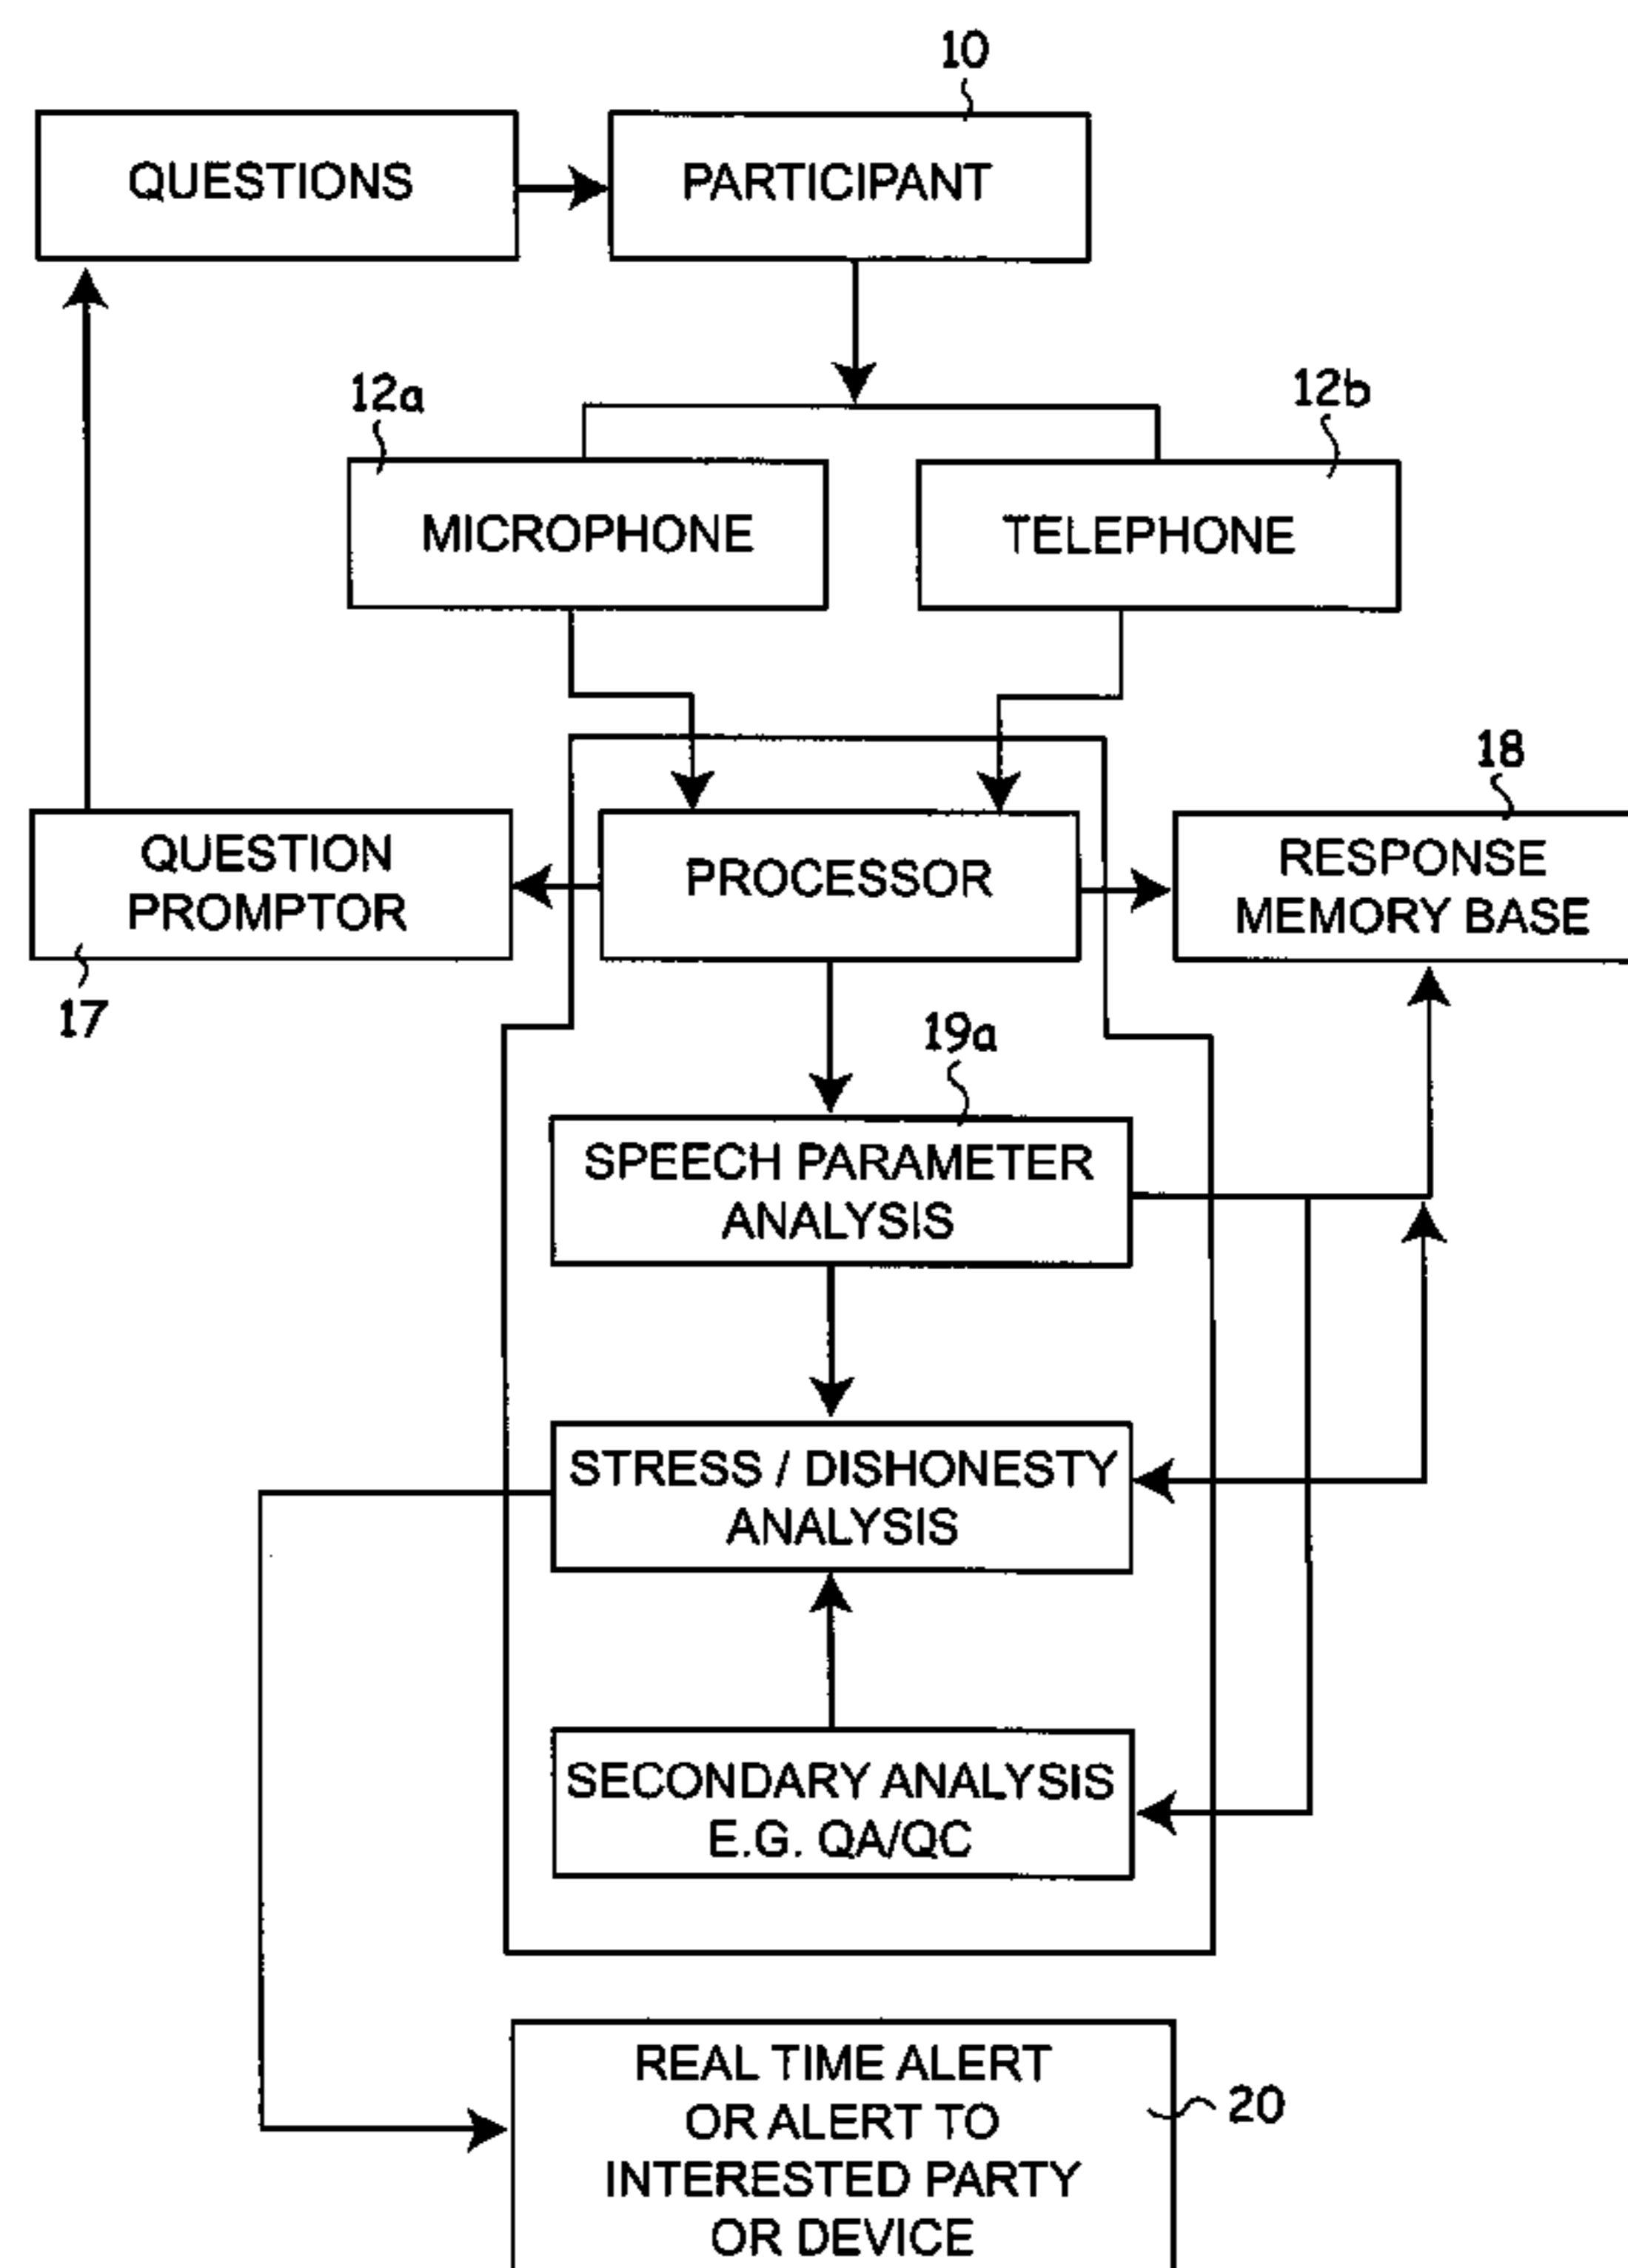 10
QUESTIONS
PARTICIPANT
12a
12b
MICROPHONE
TELEPHONE
18
QUESTION
PROMPTOR
PROCESSOR
RESPONSE
MEMORY BASE
17
19a
SPEECH PARAMETER
ANALYSIS
STRESS / DISHONESTY
ANALYSIS
SECONDARY ANALYSIS
E.G. QA/QC
REAL TIME ALERT
OR ALERT TO
INTERESTED PARTY
OR DEVICE
20